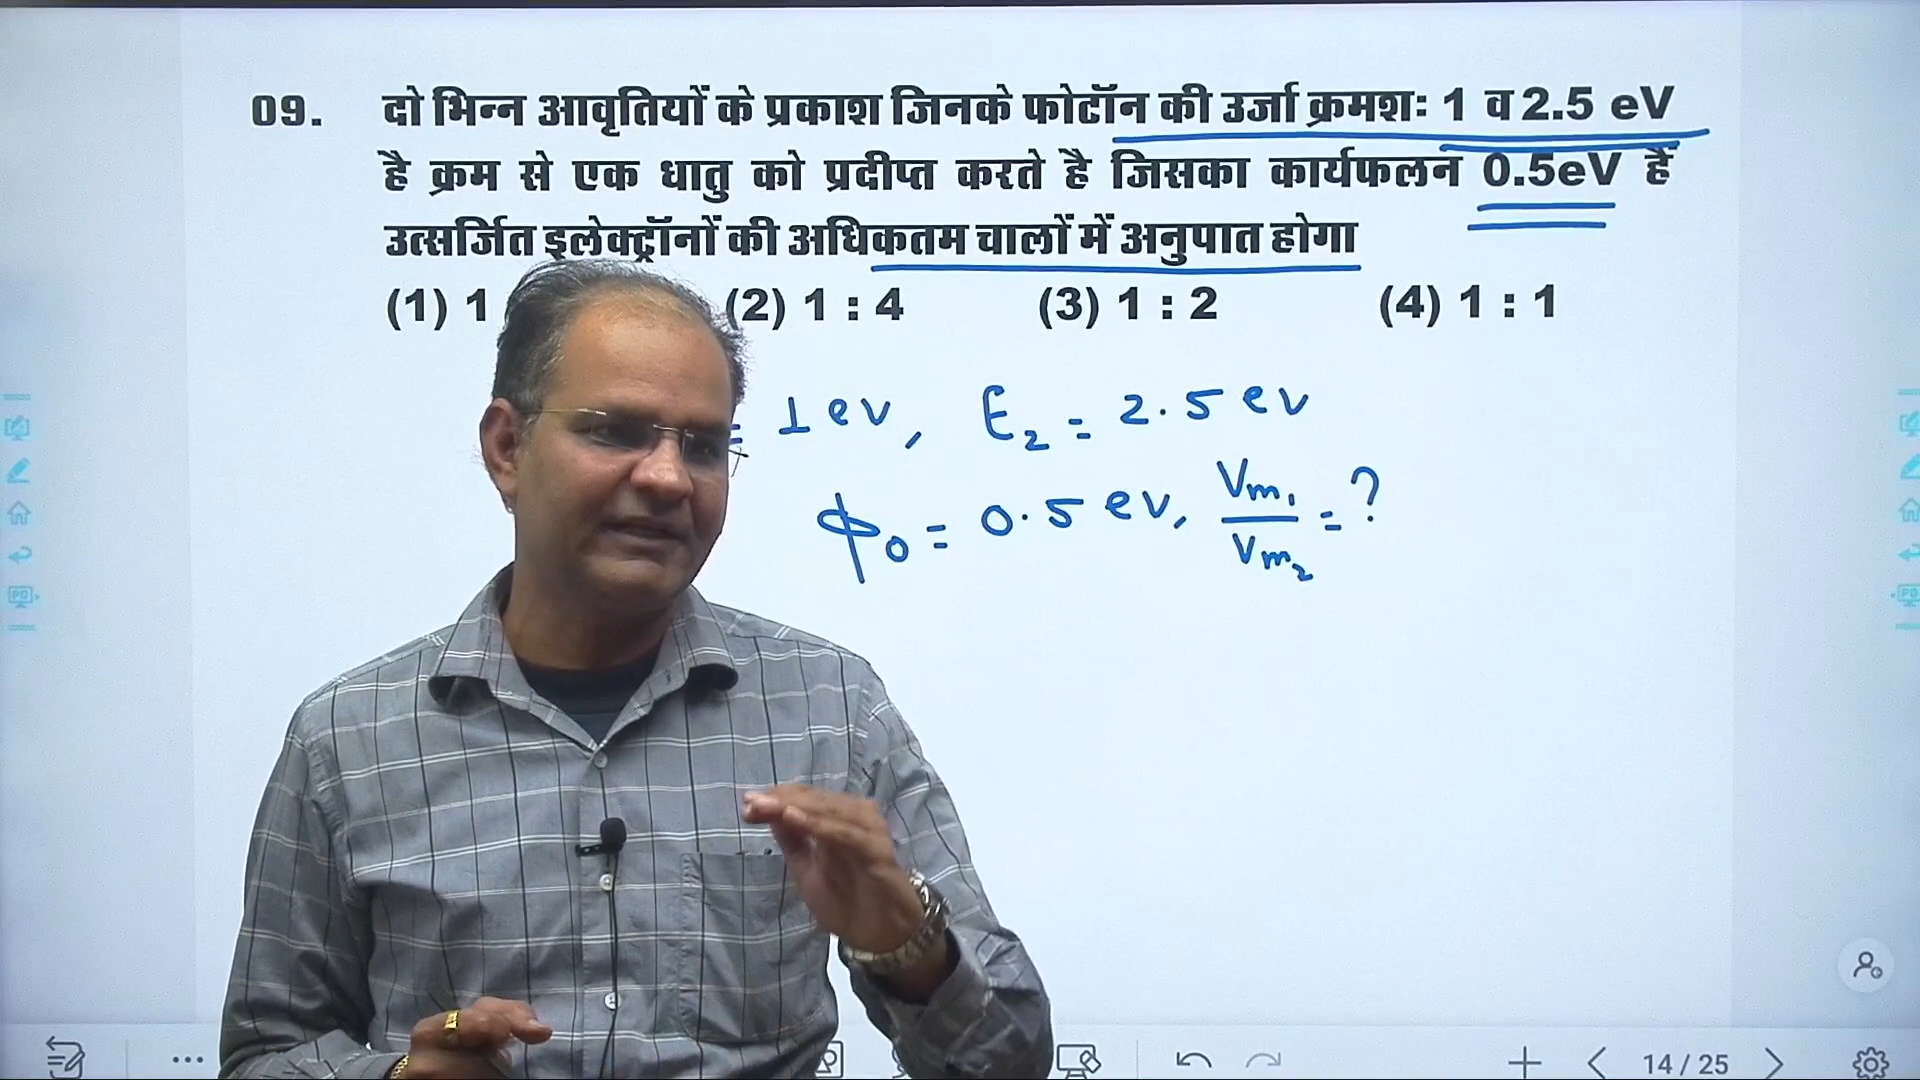 09. दो भिन्न आवृतियों के प्रकाश जिनके फोटॉन की उर्जा क्रमशः 1 व 2.5 eV
है क्रम से एक धातु को प्रदीप्त करते है जिसका कार्यफलन 0.5eV हैं
उत्सर्जित इलेक्ट्रॉनों की अधिकतम चालों में अनुपात होगा
(1) 1 (2) 1 : 4 (3) 1 : 2 (4) 1 : 1
= 1 ev, E₂ = 2.5 ev
ϕ₀ = 0.5 ev, Vm₁ / Vm₂ = ?
14 / 25